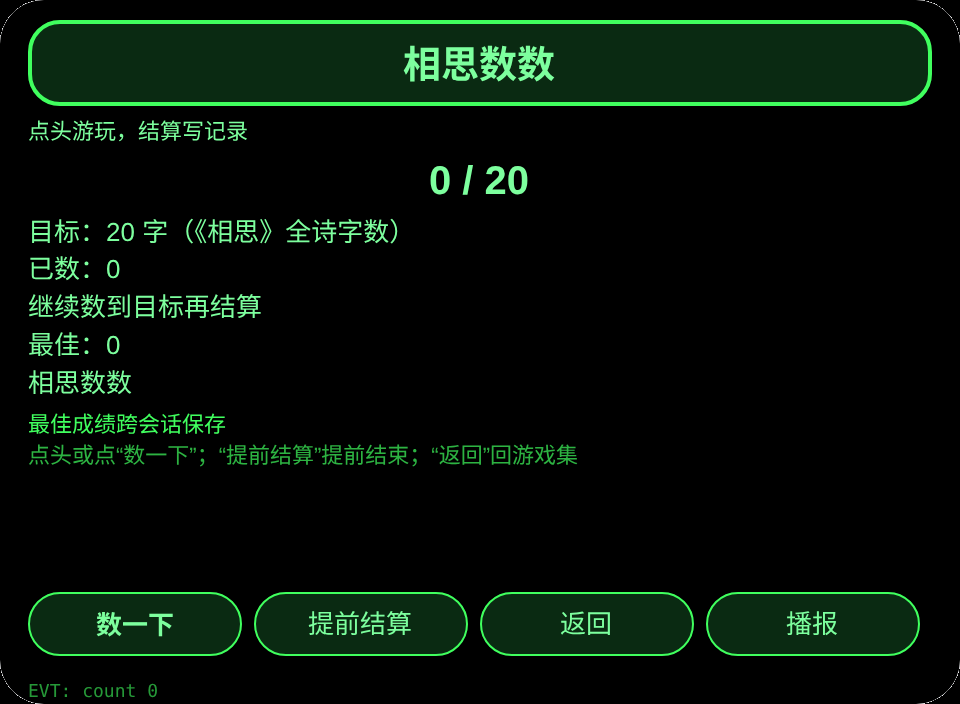 相思数数
点头游玩，结算写记录
0 / 20
目标：20 字（《相思》全诗字数）
已数：0
继续数到目标再结算
最佳：0
相思数数
最佳成绩跨会话保存
点头或点“数一下”；“提前结算”提前结束；“返回”回游戏集
数一下 提前结算 返回 播报
EVT: count 0